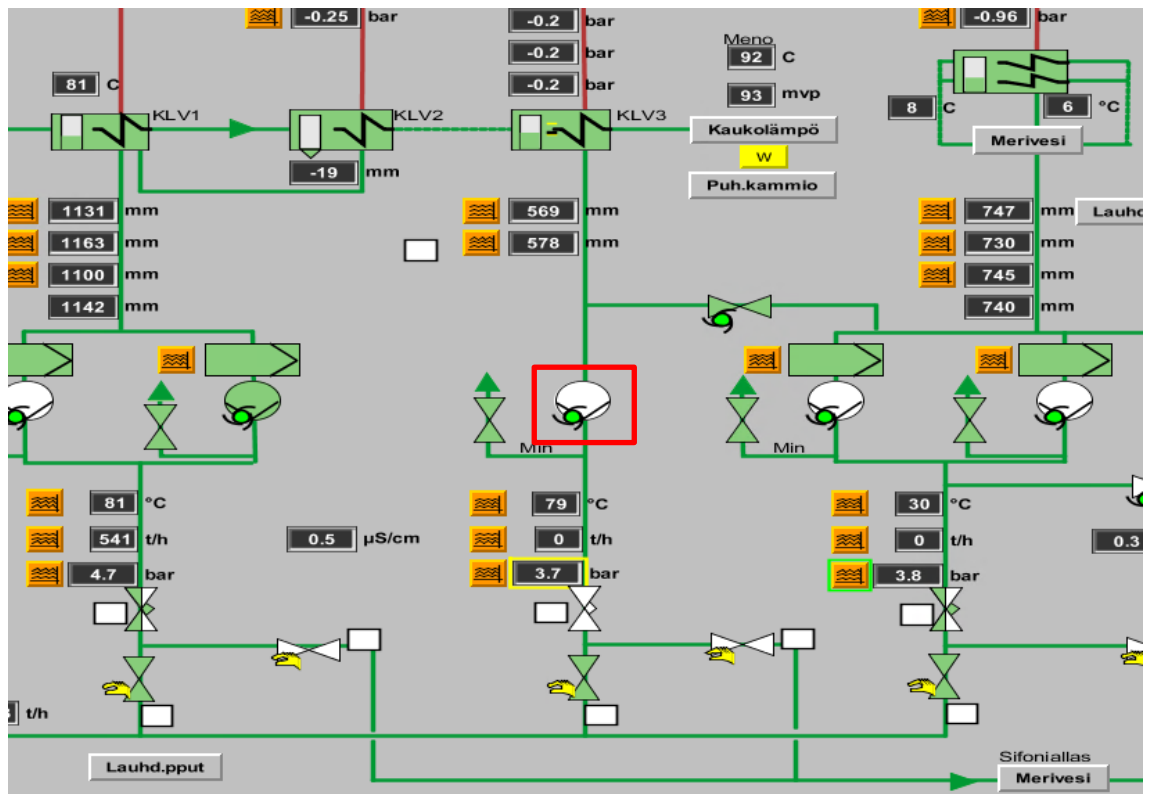 -0.25 bar
-0.2 bar
-0.96 bar
-0.2 bar
-0.2 bar
Meno
92 C
81 C
93 mvp
8 C
6 °C
KLV1
KLV2
KLV3
Kaukolämpö
Merivesi
W
-19 mm
Puh.kammio
1131 mm
569 mm
747 mm
Lauhd
1163 mm
578 mm
730 mm
1100 mm
745 mm
1142 mm
740 mm
Min
Min
81 °C
79 °C
30 °C
541 t/h
0.5 µS/cm
0 t/h
0 t/h
0.3
4.7 bar
3.7 bar
3.8 bar
t/h
Lauhd.pput
Sifoniallas
Merivesi